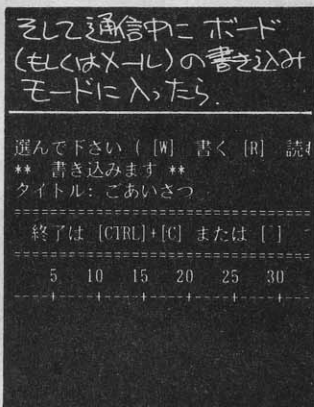 そして通信中に ボード
(もしくはメール)の書き込み
モードに入ったら.
選んで下さい ( [W] 書く [R] 読
** 書き込みます **
タイトル: ごあいさつ
終了は [CTRL]+[C] または [
5 10 15 20 25 30